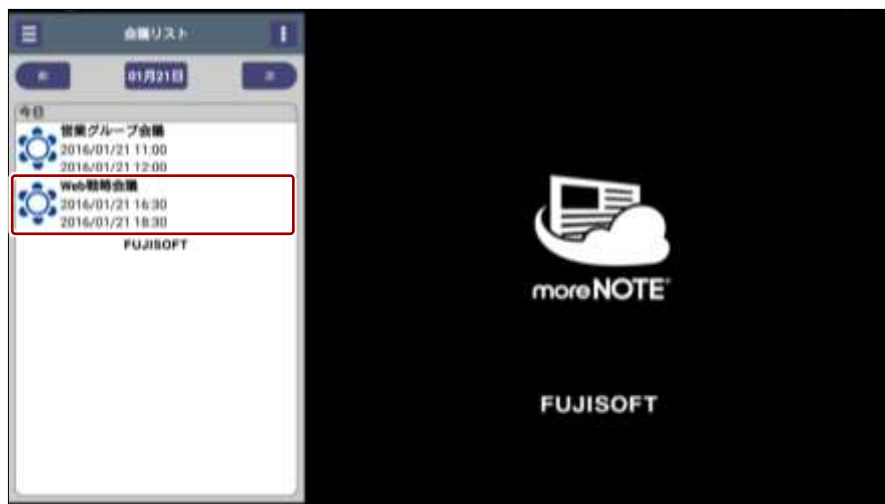 会議リスト
前
01月21日
次
今日
営業グループ会議
2016/01/21 11:00
2016/01/21 12:00
Web戦略会議
2016/01/21 16:30
2016/01/21 18:30
FUJISOFT
moreNOTE®
FUJISOFT